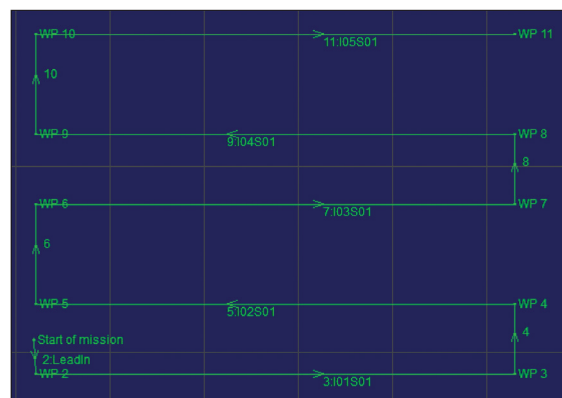 WP 10
WP 11
11:I05S01
10
WP 9
WP 8
9:I04S01
8
WP 6
WP 7
7:I03S01
6
WP 5
WP 4
5:I02S01
4
Start of mission
2:LeadIn
WP 2
WP 3
3:I01S01